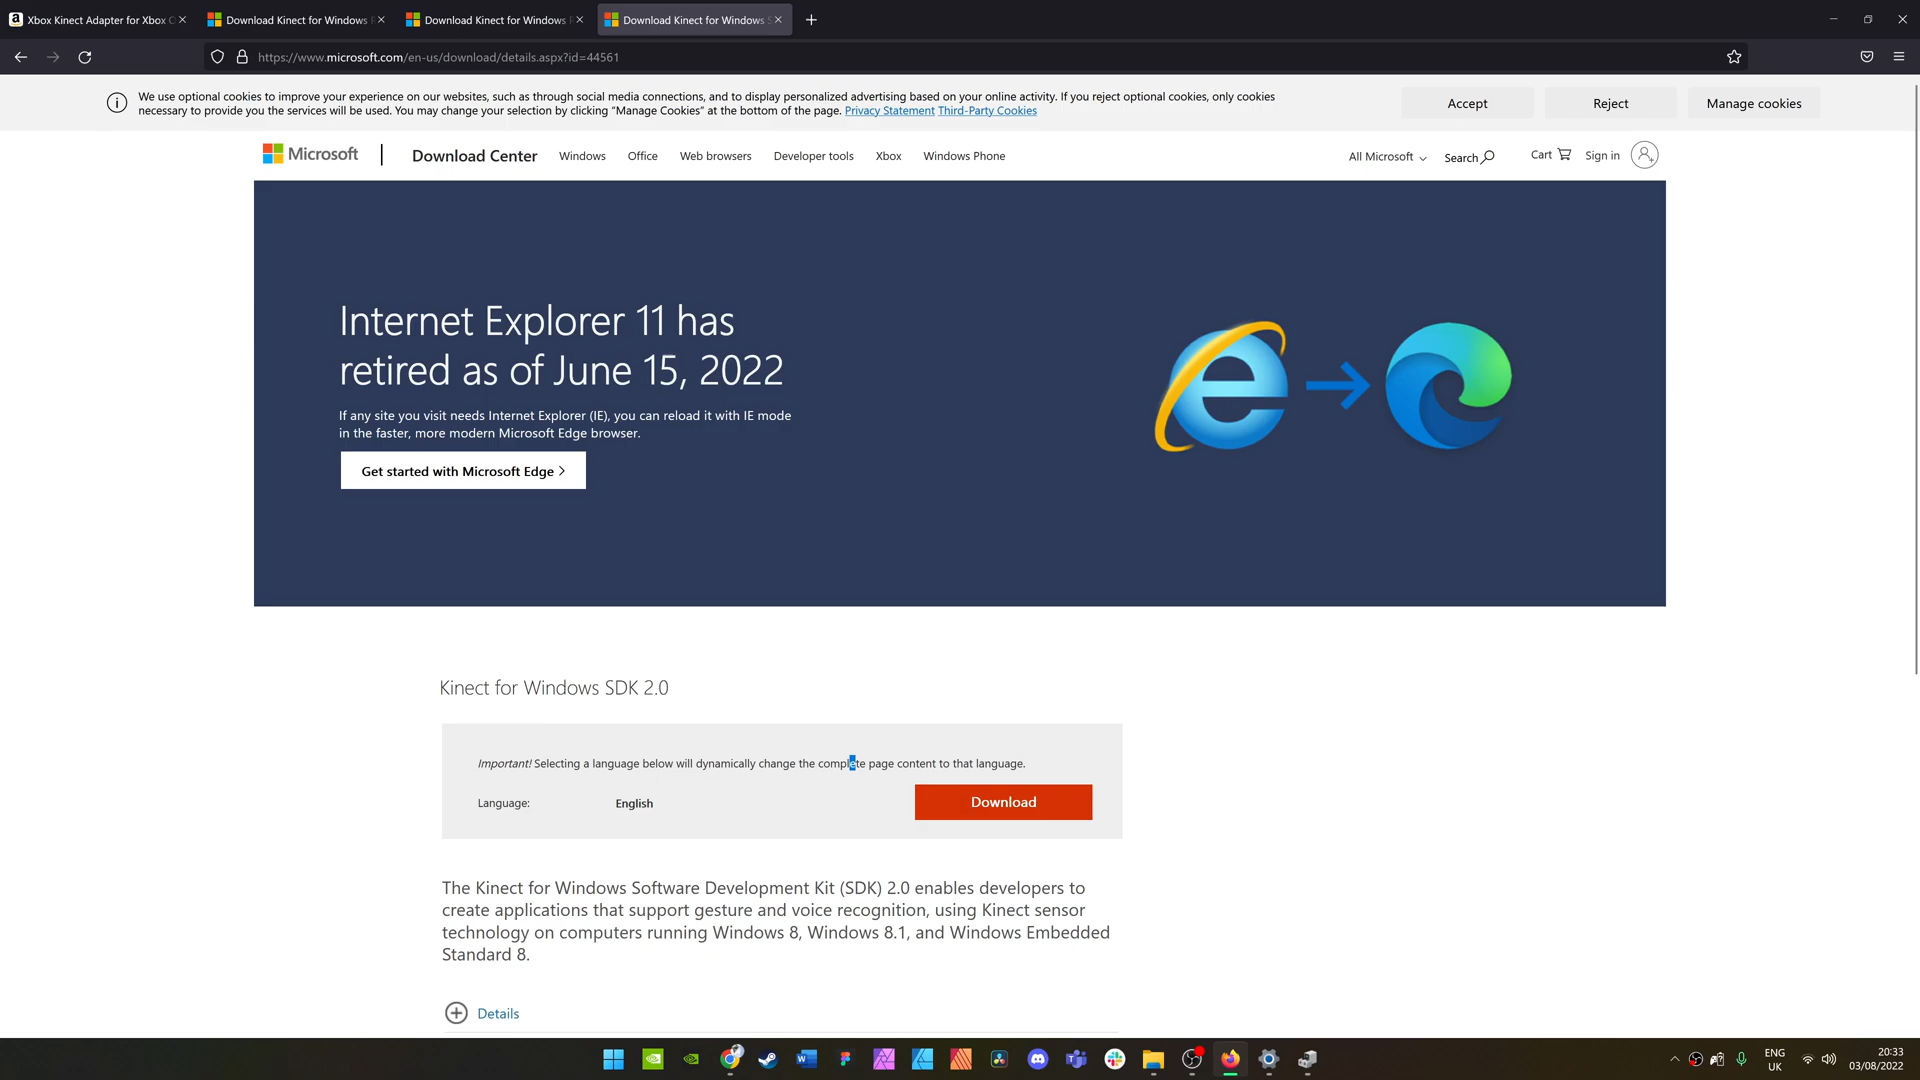 Xbox Kinect Adapter for Xbox O
Download Kinect for Windows R
Download Kinect for Windows R
Download Kinect for Windows S
https://www.microsoft.com/en-us/download/details.aspx?id=44561
We use optional cookies to improve your experience on our websites, such as through social media connections, and to display personalized advertising based on your online activity. If you reject optional cookies, only cookies
necessary to provide you the services will be used. You may change your selection by clicking “Manage Cookies” at the bottom of the page. Privacy Statement Third-Party Cookies
Accept
Reject
Manage cookies
Microsoft
Download Center
Windows
Office
Web browsers
Developer tools
Xbox
Windows Phone
All Microsoft
Search
Cart
Sign in
Internet Explorer 11 has
retired as of June 15, 2022
If any site you visit needs Internet Explorer (IE), you can reload it with IE mode
in the faster, more modern Microsoft Edge browser.
Get started with Microsoft Edge >
Kinect for Windows SDK 2.0
Important! Selecting a language below will dynamically change the complete page content to that language.
Language:
English
Download
The Kinect for Windows Software Development Kit (SDK) 2.0 enables developers to
create applications that support gesture and voice recognition, using Kinect sensor
technology on computers running Windows 8, Windows 8.1, and Windows Embedded
Standard 8.
Details
ENG
UK
20:33
03/08/2022